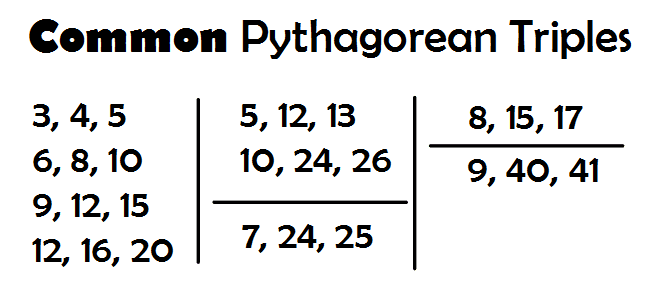 Common Pythagorean Triples
3, 4, 5
6, 8, 10
9, 12, 15
12, 16, 20
5, 12, 13
10, 24, 26
7, 24, 25
8, 15, 17
9, 40, 41